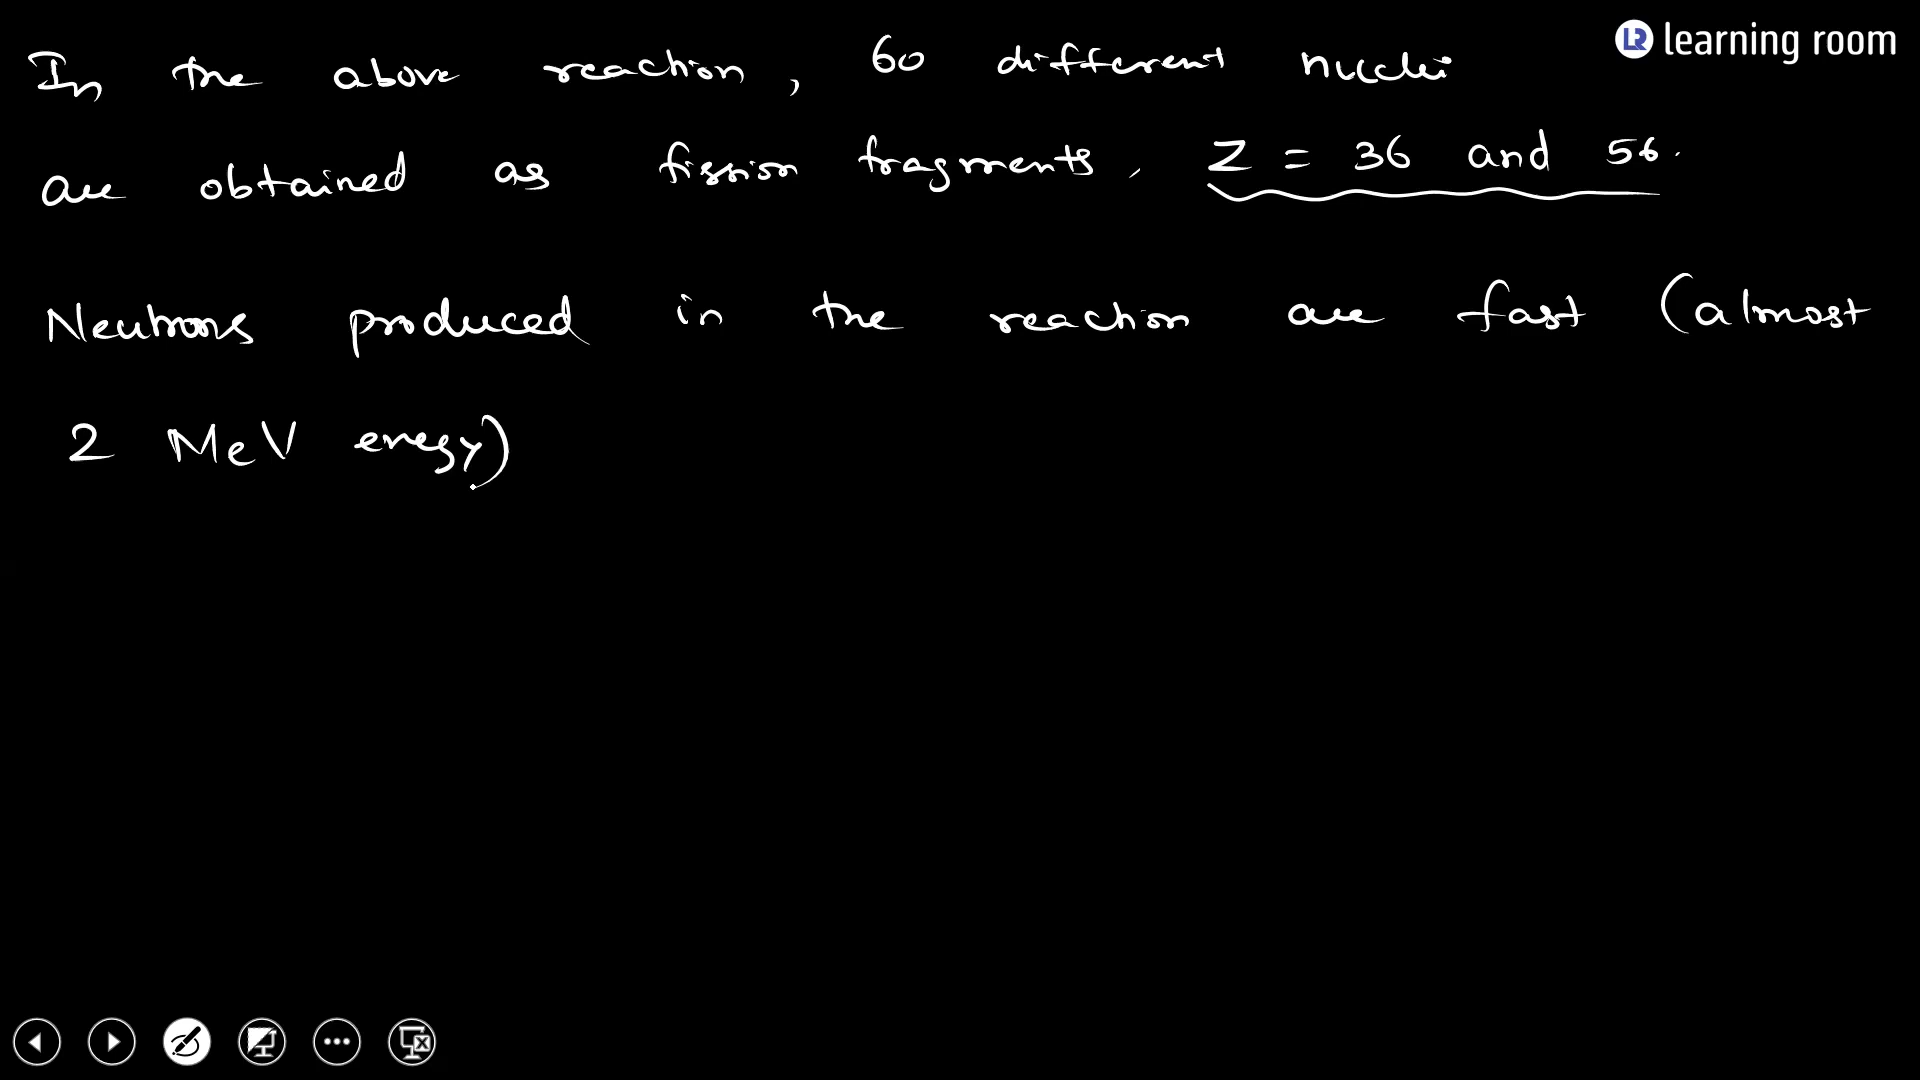 learning room
In the above reaction, 60 different nuclei
are obtained as fission fragments, Z = 36 and 56.
Neutrons produced in the reaction are fast (almost
2 MeV energy)